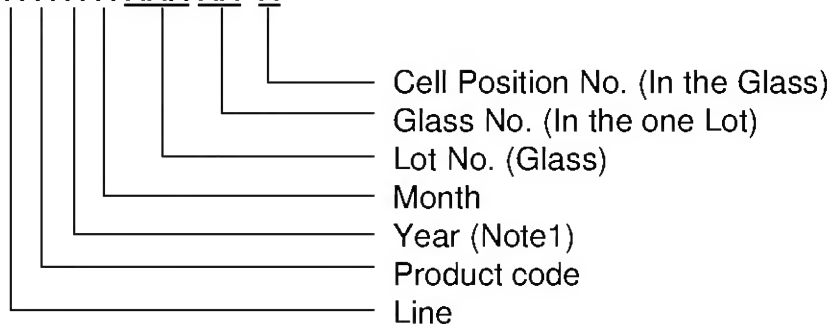 Cell Position No. (In the Glass)
Glass No. (In the one Lot)
Lot No. (Glass)
Month
Year (Note1)
Product code
Line